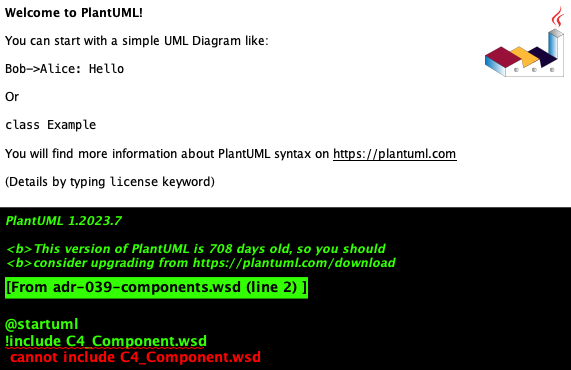 Welcome to PlantUML!
You can start with a simple UML Diagram like:
Bob->Alice: Hello
Or
class Example
You will find more information about PlantUML syntax on https://plantuml.com
(Details by typing license keyword)
PlantUML 1.2023.7
<b>This version of PlantUML is 708 days old, so you should
<b>consider upgrading from https://plantuml.com/download
[From adr-039-components.wsd (line 2) ]
@startuml
!include C4_Component.wsd
cannot include C4_Component.wsd